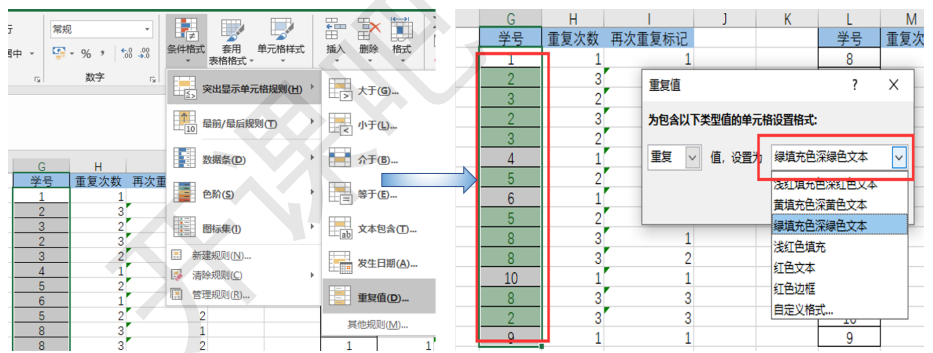 行
常规
居中
%
数字
条件格式
套用
表格格式
单元格样式
插入
删除
格式
突出显示单元格规则(H)
最前/最后规则(T)
数据条(D)
色阶(S)
图标集(I)
新建规则(N)...
清除规则(C)
管理规则(R)...
大于(G)...
小于(L)...
介于(B)...
等于(E)...
文本包含(T)...
发生日期(A)...
重复值(D)...
其他规则(M)...
G H
学号 重复次数 再次重
1 1
2 3
3 2
2 3
3 2
4 1
5 2
6 1
5 2 2
8 3 1
8 3 2
1 1
G H I J K L M
学号 重复次数 再次重复标记 学号 重复次
1 1 1 8
2 3
3 2
2 3
3 2
4 1
5 2
6 1
5 2
8 3 1
8 3 2
10 1 1
8 3 3
2 3 3 10
9 1 1 9
重复值 ? ×
为包含以下类型值的单元格设置格式:
重复 值，设置为 绿填充色深绿色文本
浅红填充色深红色文本
黄填充色深黄色文本
绿填充色深绿色文本
浅红色填充
红色文本
红色边框
自定义格式...
开课吧